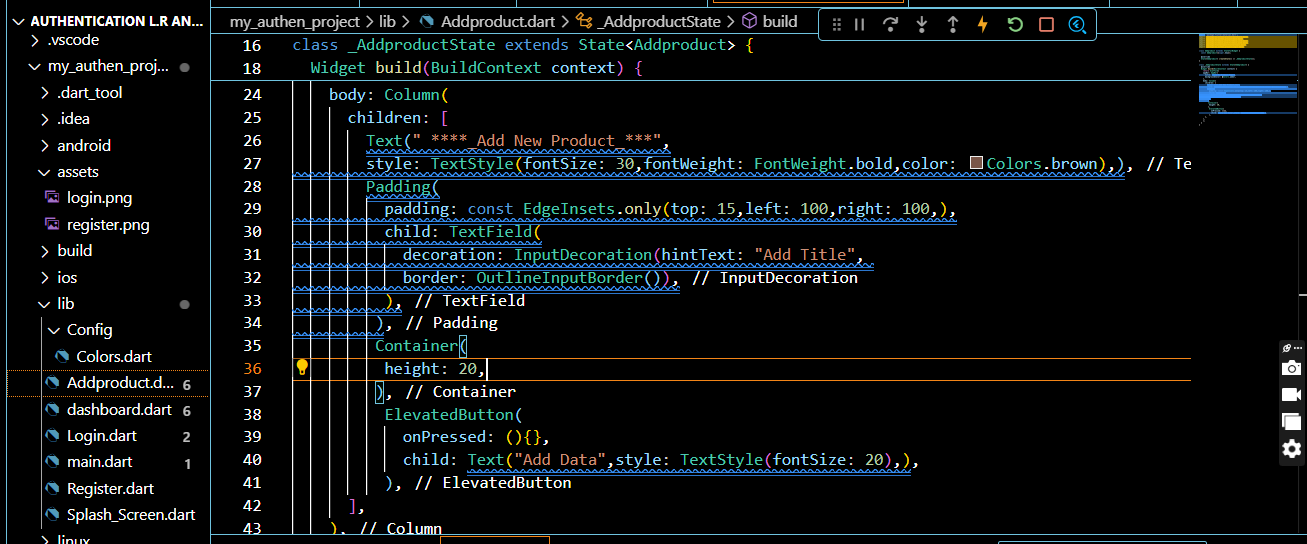 AUTHENTICATION L.R AN...
.vscode
my_authen_proj...
.dart_tool
.idea
android
assets
login.png
register.png
build
ios
lib
Config
Colors.dart
Addproduct.d... 6
dashboard.dart 6
Login.dart 2
main.dart 1
Register.dart
Splash_Screen.dart
linux
my_authen_project > lib > Addproduct.dart > _AddproductState > build
16 class _AddproductState extends State<Addproduct> {
18 Widget build(BuildContext context) {
24 body: Column(
25 children: [
26 Text(" ****_Add New Product_***",
27 style: TextStyle(fontSize: 30,fontWeight: FontWeight.bold,color: Colors.brown),), // Te
28 Padding(
29 padding: const EdgeInsets.only(top: 15,left: 100,right: 100,),
30 child: TextField(
31 decoration: InputDecoration(hintText: "Add Title",
32 border: OutlineInputBorder()), // InputDecoration
33 ), // TextField
34 ), // Padding
35 Container(
36 height: 20,
37 ), // Container
38 ElevatedButton(
39 onPressed: (){},
40 child: Text("Add Data",style: TextStyle(fontSize: 20),),
41 ), // ElevatedButton
42 ],
43 ), // Column